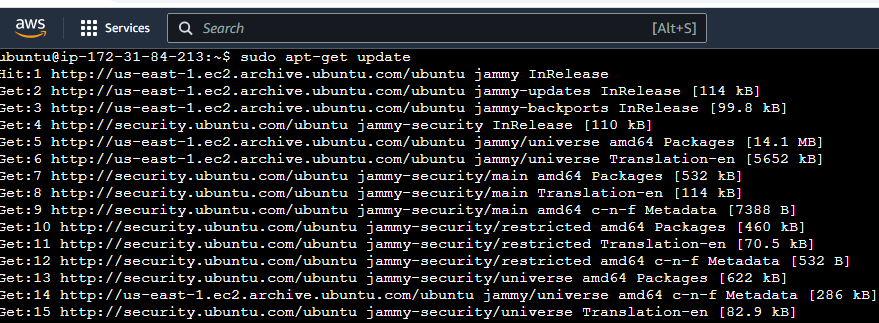 aws Services Search [Alt+S]
ubuntu@ip-172-31-84-213:~$ sudo apt-get update
Hit:1 http://us-east-1.ec2.archive.ubuntu.com/ubuntu jammy InRelease
Get:2 http://us-east-1.ec2.archive.ubuntu.com/ubuntu jammy-updates InRelease [114 kB]
Get:3 http://us-east-1.ec2.archive.ubuntu.com/ubuntu jammy-backports InRelease [99.8 kB]
Get:4 http://security.ubuntu.com/ubuntu jammy-security InRelease [110 kB]
Get:5 http://us-east-1.ec2.archive.ubuntu.com/ubuntu jammy/universe amd64 Packages [14.1 MB]
Get:6 http://us-east-1.ec2.archive.ubuntu.com/ubuntu jammy/universe Translation-en [5652 kB]
Get:7 http://security.ubuntu.com/ubuntu jammy-security/main amd64 Packages [532 kB]
Get:8 http://security.ubuntu.com/ubuntu jammy-security/main Translation-en [114 kB]
Get:9 http://security.ubuntu.com/ubuntu jammy-security/main amd64 c-n-f Metadata [7388 B]
Get:10 http://security.ubuntu.com/ubuntu jammy-security/restricted amd64 Packages [460 kB]
Get:11 http://security.ubuntu.com/ubuntu jammy-security/restricted Translation-en [70.5 kB]
Get:12 http://security.ubuntu.com/ubuntu jammy-security/restricted amd64 c-n-f Metadata [532 B]
Get:13 http://security.ubuntu.com/ubuntu jammy-security/universe amd64 Packages [622 kB]
Get:14 http://us-east-1.ec2.archive.ubuntu.com/ubuntu jammy/universe amd64 c-n-f Metadata [286 kB]
Get:15 http://security.ubuntu.com/ubuntu jammy-security/universe Translation-en [82.9 kB]